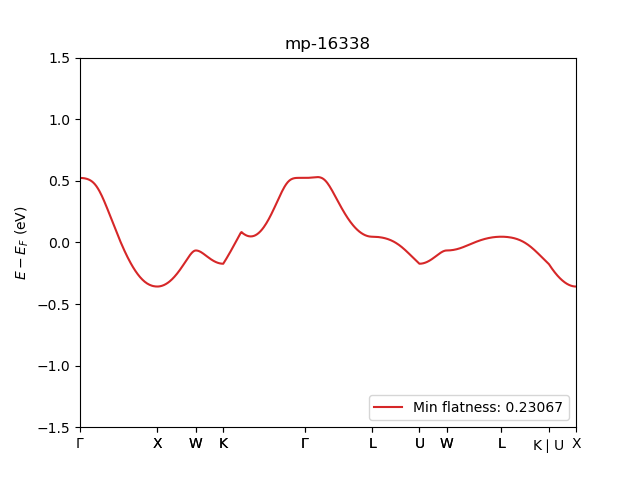 mp-16338
1.5
1.0
0.5
0.0
−0.5
−1.0
−1.5
E − E_F (eV)
Min flatness: 0.23067
Γ X W K Γ L U W L K | U X